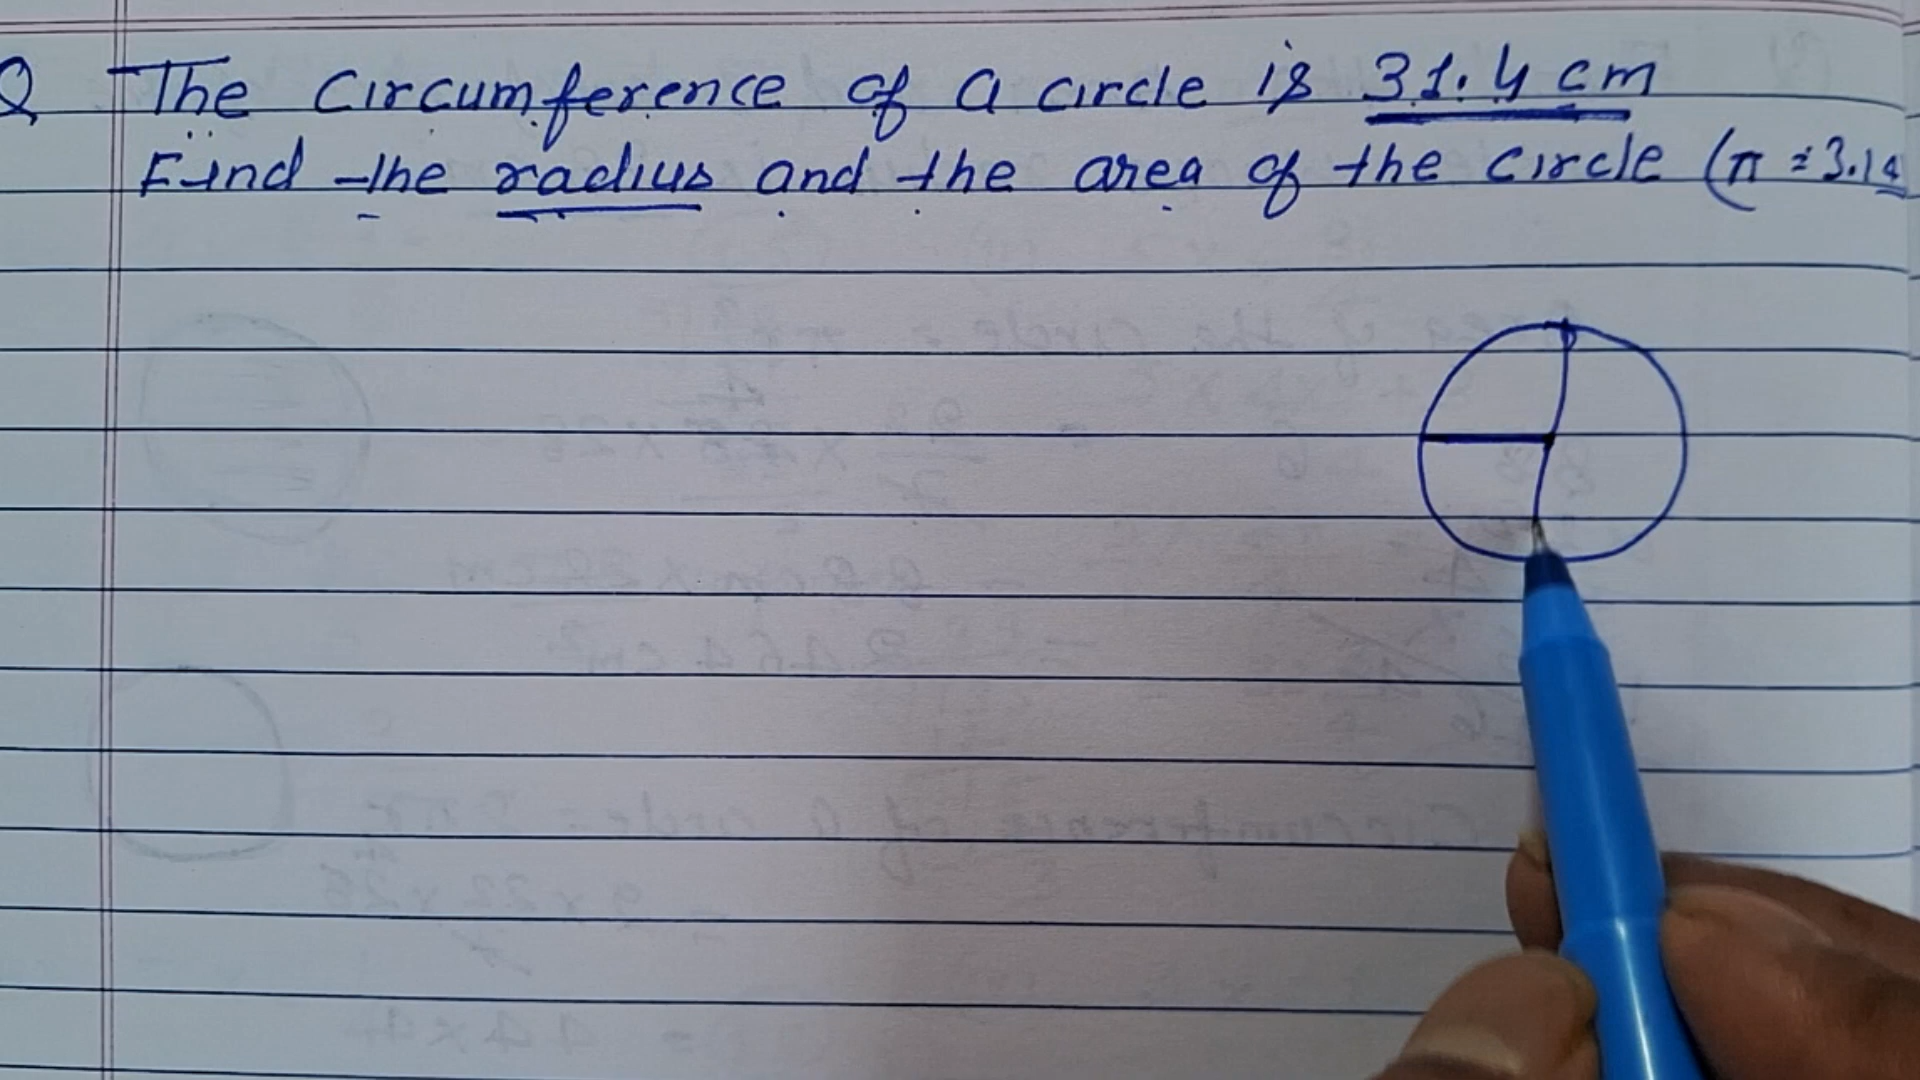 Q The Circumference of a circle is 31.4 cm
Find the radius and the area of the circle (π = 3.14